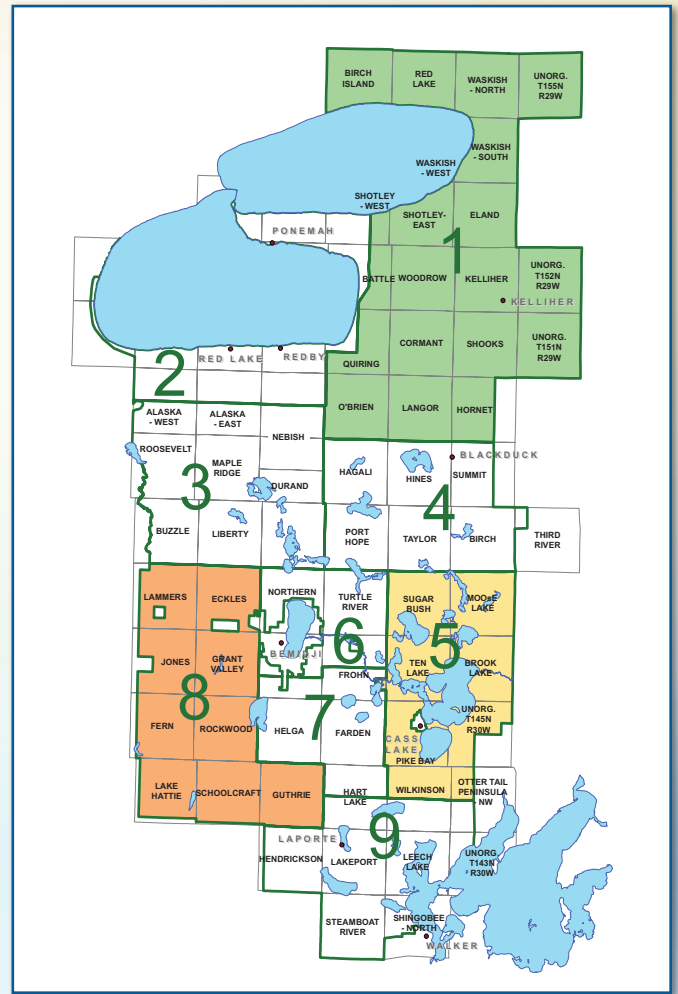 BIRCH
ISLAND
RED
LAKE
WASKISH
- NORTH
UNORG.
T155N
R29W
WASKISH
- SOUTH
WASKISH
- WEST
SHOTLEY
- WEST
SHOTLEY-
EAST
ELAND
1
PONEMAH
BATTLE
WOODROW
KELLIHER
UNORG.
T152N
R29W
KELLIHER
CORMANT
SHOOKS
UNORG.
T151N
R29W
RED LAKE
REDBY
QUIRING
2
O'BRIEN
LANGOR
HORNET
ALASKA
- WEST
ALASKA
- EAST
NEBISH
ROOSEVELT
MAPLE
RIDGE
DURAND
3
BUZZLE
LIBERTY
HAGALI
HINES
SUMMIT
BLACKDUCK
4
PORT
HOPE
TAYLOR
BIRCH
THIRD
RIVER
LAMMERS
ECKLES
NORTHERN
TURTLE
RIVER
SUGAR
BUSH
MOOSE
LAKE
6
5
BEMIDJI
JONES
GRANT
VALLEY
FROHN
TEN
LAKE
BROOK
LAKE
8
7
FERN
ROCKWOOD
HELGA
FARDEN
UNORG.
T145N
R30W
CASS
LAKE
PIKE BAY
LAKE
HATTIE
SCHOOLCRAFT
GUTHRIE
HART
LAKE
WILKINSON
OTTER TAIL
PENINSULA
- NW
9
LAPORTE
HENDRICKSON
LAKEPORT
LEECH
LAKE
UNORG.
T143N
R30W
STEAMBOAT
RIVER
SHINGOBEE
- NORTH
WALKER